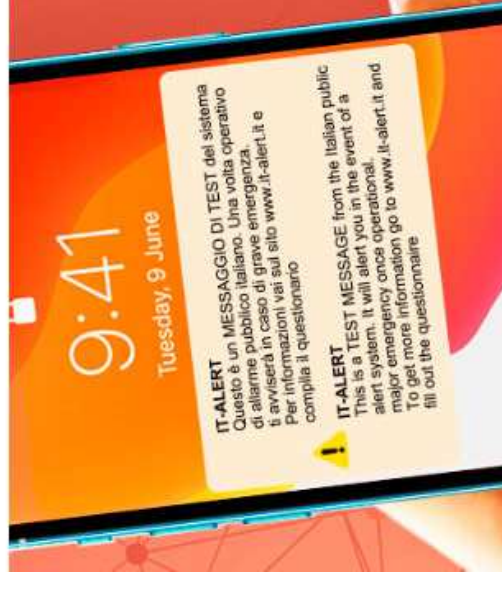 9:41
Tuesday, 9 June
IT-ALERT
Questo è un MESSAGGIO DI TEST del sistema
di allarme pubblico italiano. Una volta operativo
ti avviserà in caso di grave emergenza.
Per informazioni vai sul sito www.it-alert.it e
compila il questionario
IT-ALERT
This is a TEST MESSAGE from the Italian public
alert system. It will alert you in the event of a
major emergency once operational.
To get more information go to www.it-alert.it and
fill out the questionnaire